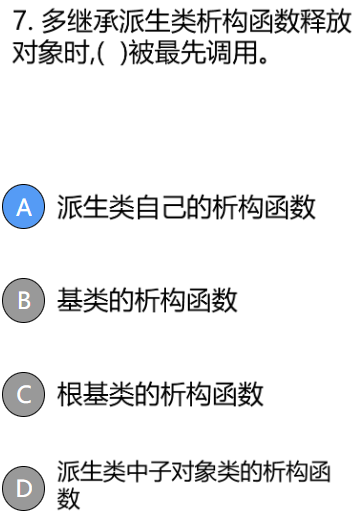 7. 多继承派生类析构函数释放
对象时,( )被最先调用。
A 派生类自己的析构函数
B 基类的析构函数
C 根基类的析构函数
D 派生类中子对象类的析构函
数